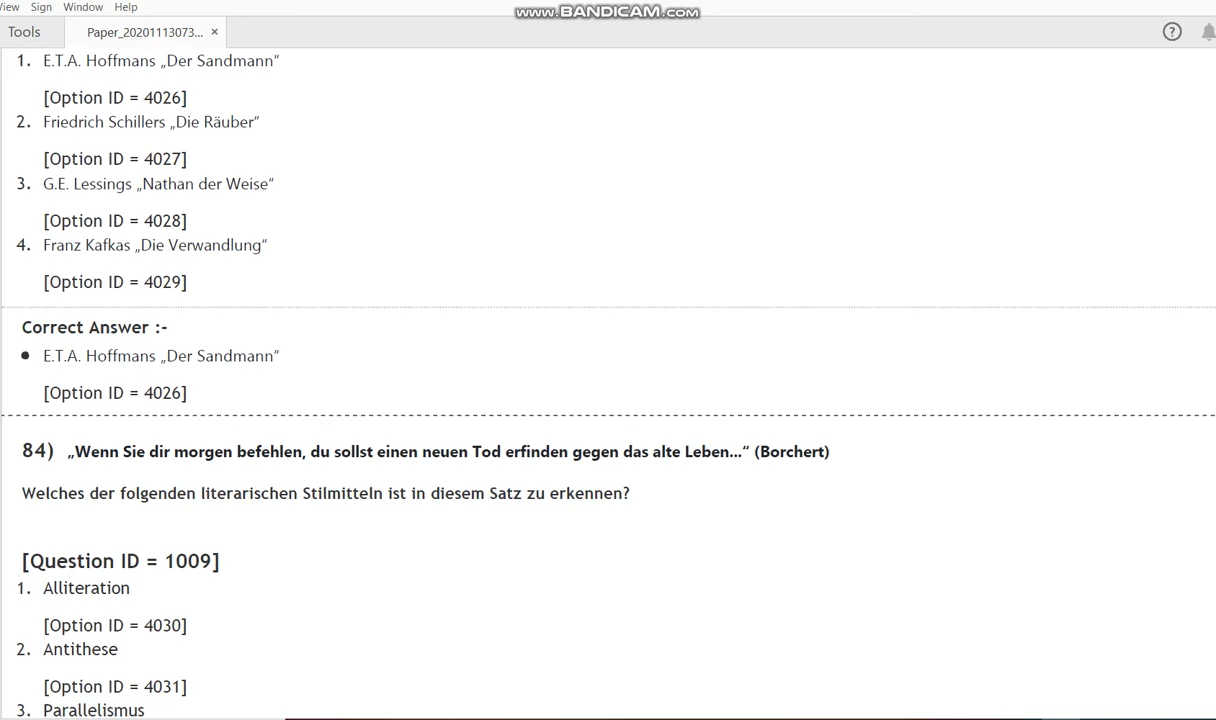 View Sign Window Help
www.BANDICAM.com
Tools Paper_20201113073... ×
1. E.T.A. Hoffmans „Der Sandmann“
[Option ID = 4026]
2. Friedrich Schillers „Die Räuber“
[Option ID = 4027]
3. G.E. Lessings „Nathan der Weise“
[Option ID = 4028]
4. Franz Kafkas „Die Verwandlung“
[Option ID = 4029]
Correct Answer :-
• E.T.A. Hoffmans „Der Sandmann“
[Option ID = 4026]
84) „Wenn Sie dir morgen befehlen, du sollst einen neuen Tod erfinden gegen das alte Leben...“ (Borchert)
Welches der folgenden literarischen Stilmitteln ist in diesem Satz zu erkennen?
[Question ID = 1009]
1. Alliteration
[Option ID = 4030]
2. Antithese
[Option ID = 4031]
3. Parallelismus